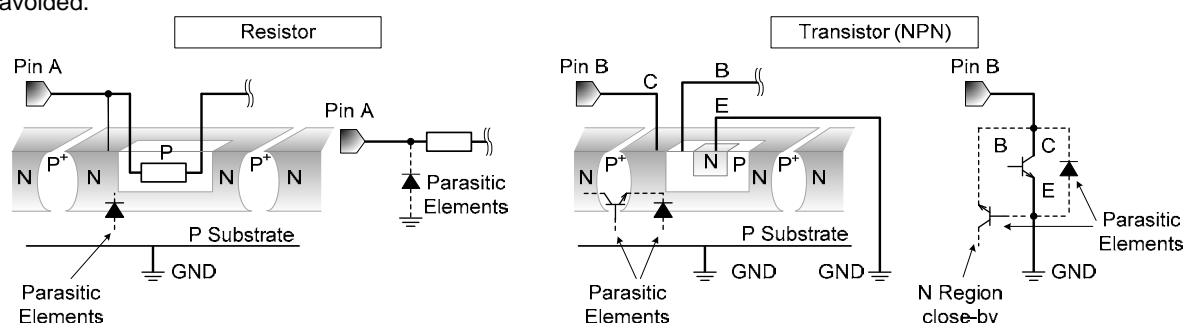 avoided.
Resistor
Transistor (NPN)
Pin A
Pin A
Pin B
C
B
E
Pin B
N
P+
N
P
N
P+
N
Parasitic
Elements
N
P+
N
P
N
P+
N
B
C
E
Parasitic
Elements
P Substrate
GND
Parasitic
Elements
P Substrate
GND
GND
Parasitic
Elements
GND
N Region
close-by